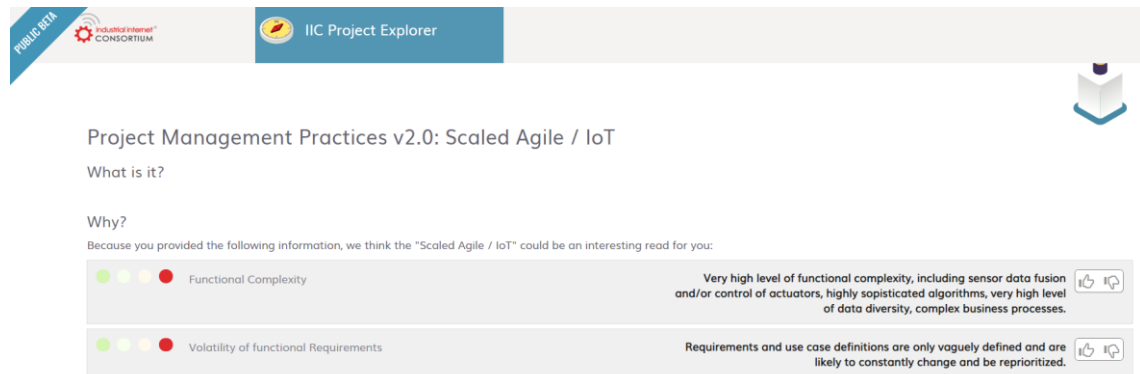 PUBLIC BETA
industrial internet
CONSORTIUM
IIC Project Explorer
Project Management Practices v2.0: Scaled Agile / IoT
What is it?
Why?
Because you provided the following information, we think the "Scaled Agile / IoT" could be an interesting read for you:
Functional Complexity
Very high level of functional complexity, including sensor data fusion
and/or control of actuators, highly sopisticated algorithms, very high level
of data diversity, complex business processes.
Volatility of functional Requirements
Requirements and use case definitions are only vaguely defined and are
likely to constantly change and be reprioritized.